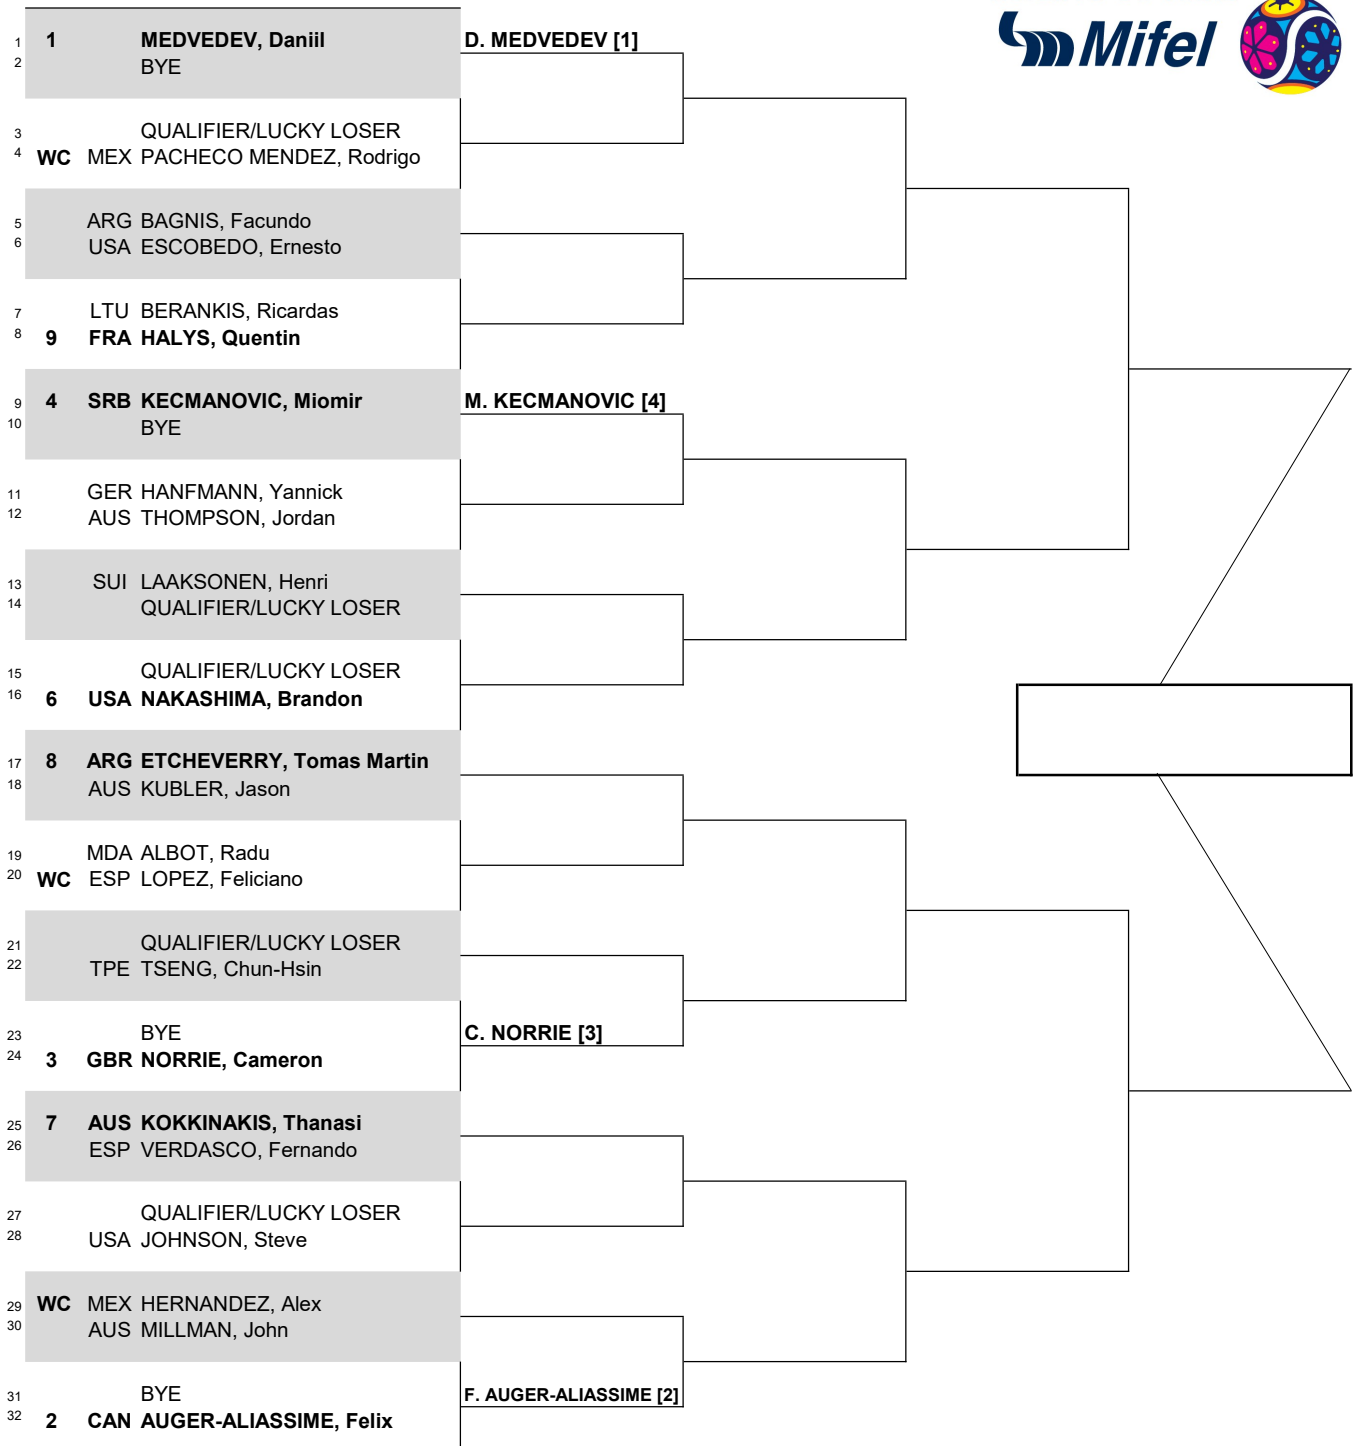 Mifel
1 1 MEDVEDEV, Daniil D. MEDVEDEV [1]
2 BYE
3 QUALIFIER/LUCKY LOSER
4 WC MEX PACHECO MENDEZ, Rodrigo
5 ARG BAGNIS, Facundo
6 USA ESCOBEDO, Ernesto
7 LTU BERANKIS, Ricardas
8 9 FRA HALYS, Quentin
9 4 SRB KECMANOVIC, Miomir M. KECMANOVIC [4]
10 BYE
11 GER HANFMANN, Yannick
12 AUS THOMPSON, Jordan
13 SUI LAAKSONEN, Henri
14 QUALIFIER/LUCKY LOSER
15 QUALIFIER/LUCKY LOSER
16 6 USA NAKASHIMA, Brandon
17 8 ARG ETCHEVERRY, Tomas Martin
18 AUS KUBLER, Jason
19 MDA ALBOT, Radu
20 WC ESP LOPEZ, Feliciano
21 QUALIFIER/LUCKY LOSER
22 TPE TSENG, Chun-Hsin
23 BYE C. NORRIE [3]
24 3 GBR NORRIE, Cameron
25 7 AUS KOKKINAKIS, Thanasi
26 ESP VERDASCO, Fernando
27 QUALIFIER/LUCKY LOSER
28 USA JOHNSON, Steve
29 WC MEX HERNANDEZ, Alex
30 AUS MILLMAN, John
31 BYE F. AUGER-ALIASSIME [2]
32 2 CAN AUGER-ALIASSIME, Felix